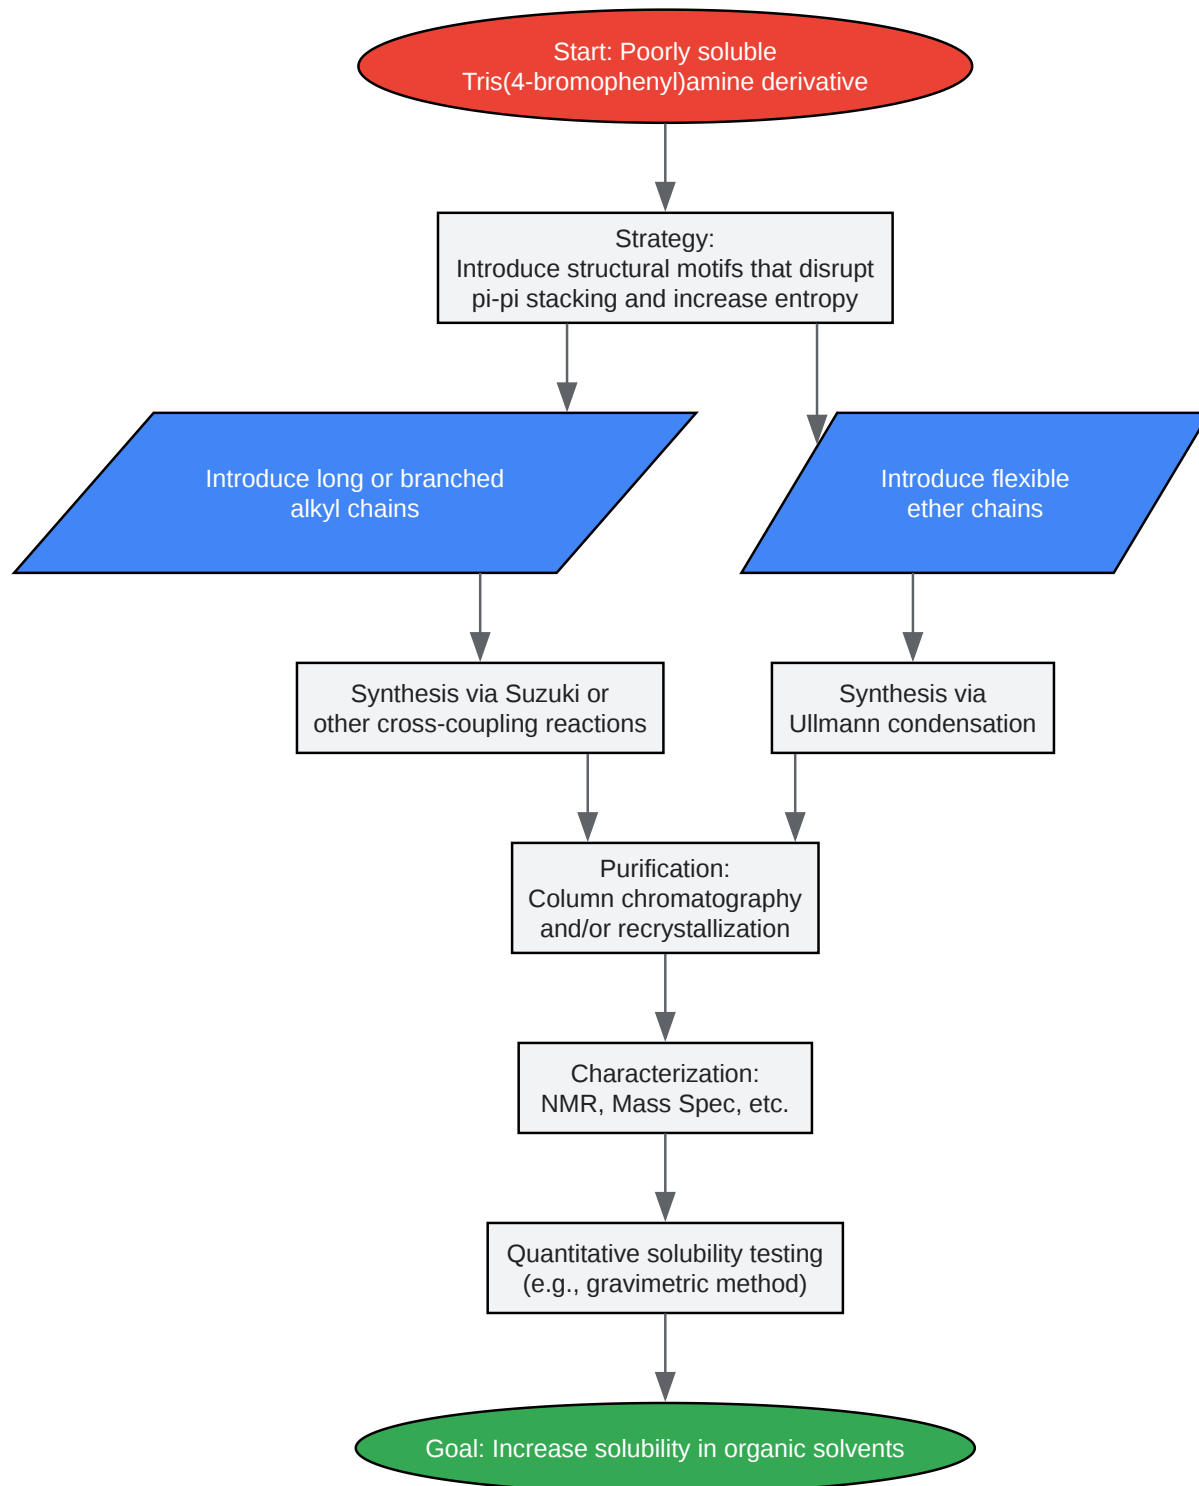 Start: Poorly soluble
Tris(4-bromophenyl)amine derivative
Strategy:
Introduce structural motifs that disrupt
pi-pi stacking and increase entropy
Introduce long or branched
alkyl chains
Introduce flexible
ether chains
Synthesis via Suzuki or
other cross-coupling reactions
Synthesis via
Ullmann condensation
Purification:
Column chromatography
and/or recrystallization
Characterization:
NMR, Mass Spec, etc.
Quantitative solubility testing
(e.g., gravimetric method)
Goal: Increase solubility in organic solvents